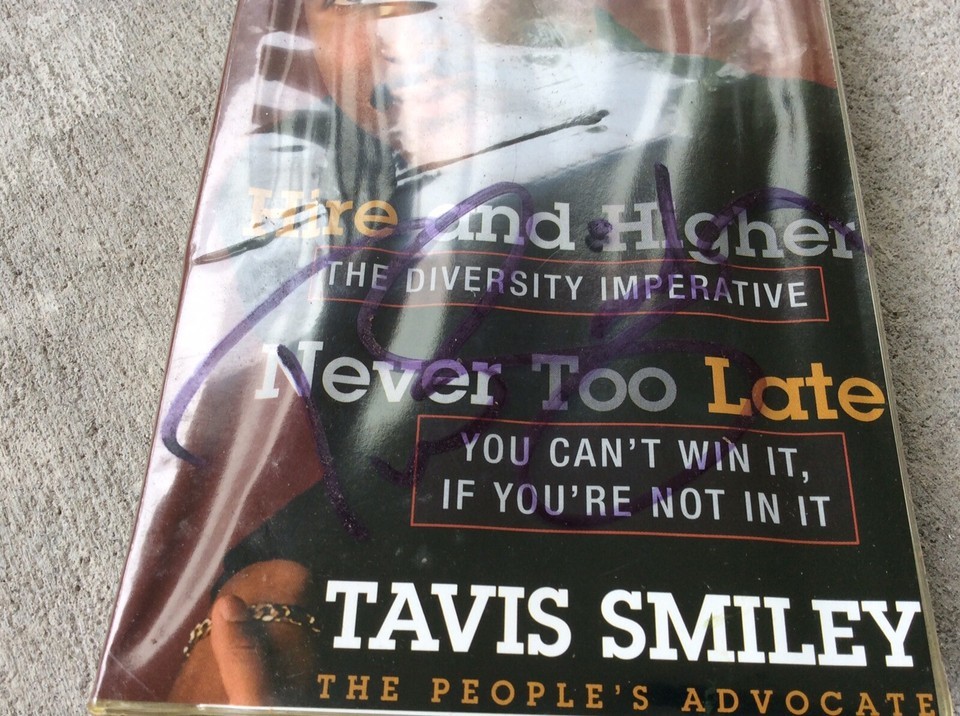 Hire and Higher
THE DIVERSITY IMPERATIVE
Never Too Late
YOU CAN'T WIN IT,
IF YOU'RE NOT IN IT
TAVIS SMILEY
THE PEOPLE'S ADVOCATE